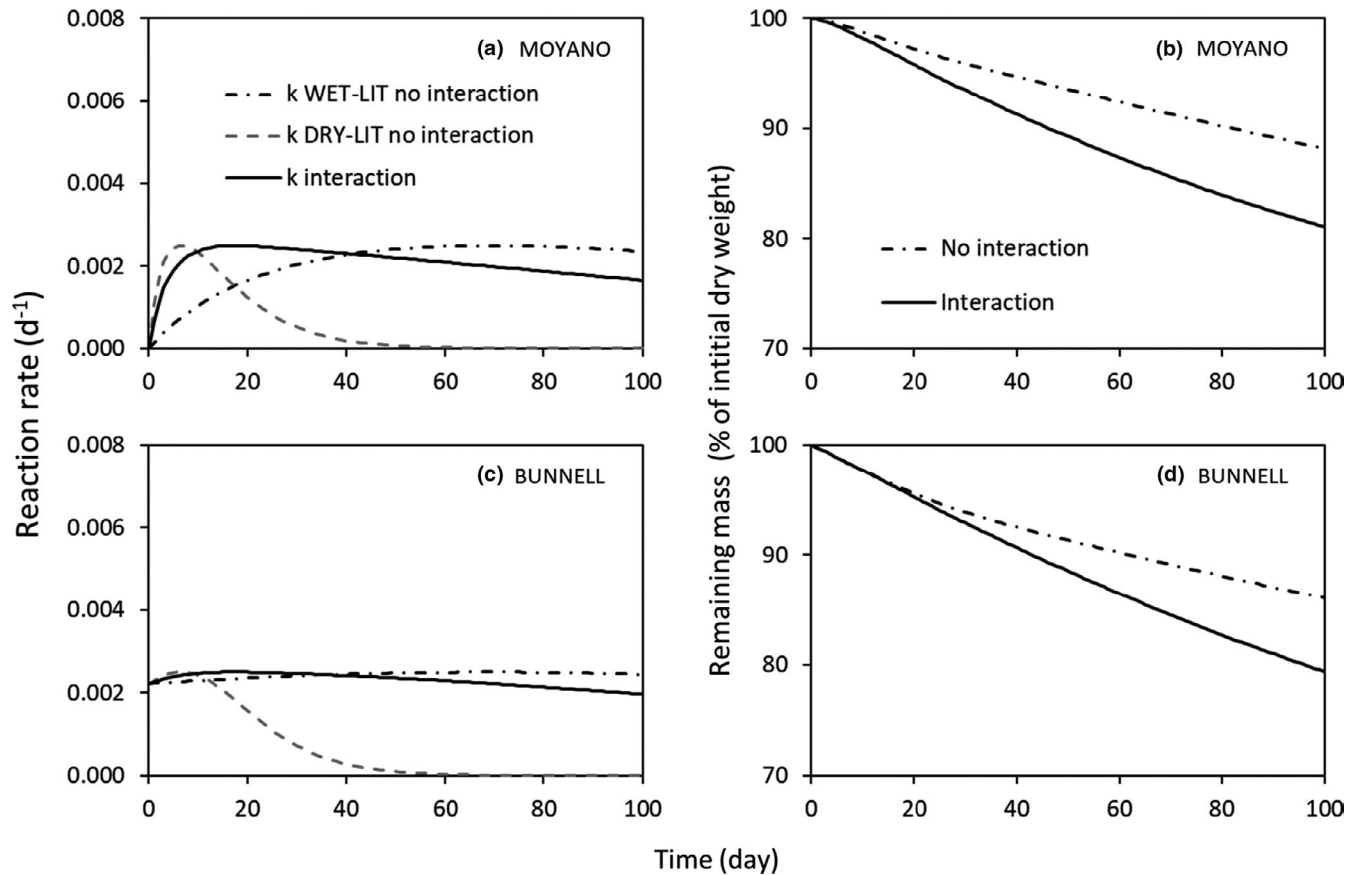 Reaction rate (d-1)
0.008
0.006
0.004
0.002
0.000
(a) MOYANO
k WET-LIT no interaction
k DRY-LIT no interaction
k interaction
0 20 40 60 80 100
Remaining mass (% of intitial dry weight)
100
90
80
70
(b) MOYANO
No interaction
Interaction
0 20 40 60 80 100
0.008
0.006
0.004
0.002
0.000
(c) BUNNELL
0 20 40 60 80 100
100
90
80
70
(d) BUNNELL
0 20 40 60 80 100
Time (day)